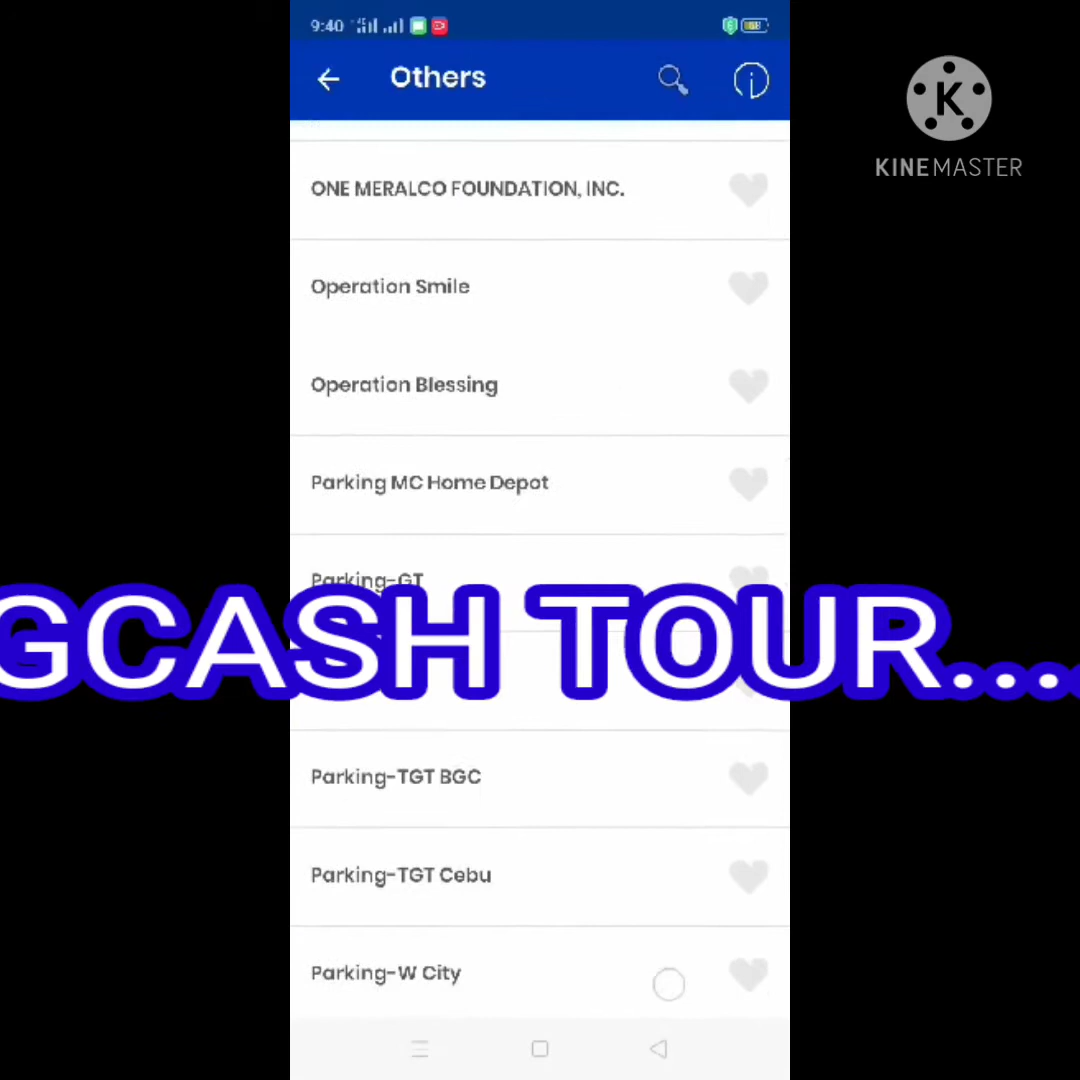 9:40
Others
K
KINEMASTER
ONE MERALCO FOUNDATION, INC.
Operation Smile
Operation Blessing
Parking MC Home Depot
Parking-GT
GCASH TOUR....
Parking-TGT BGC
Parking-TGT Cebu
Parking-W City